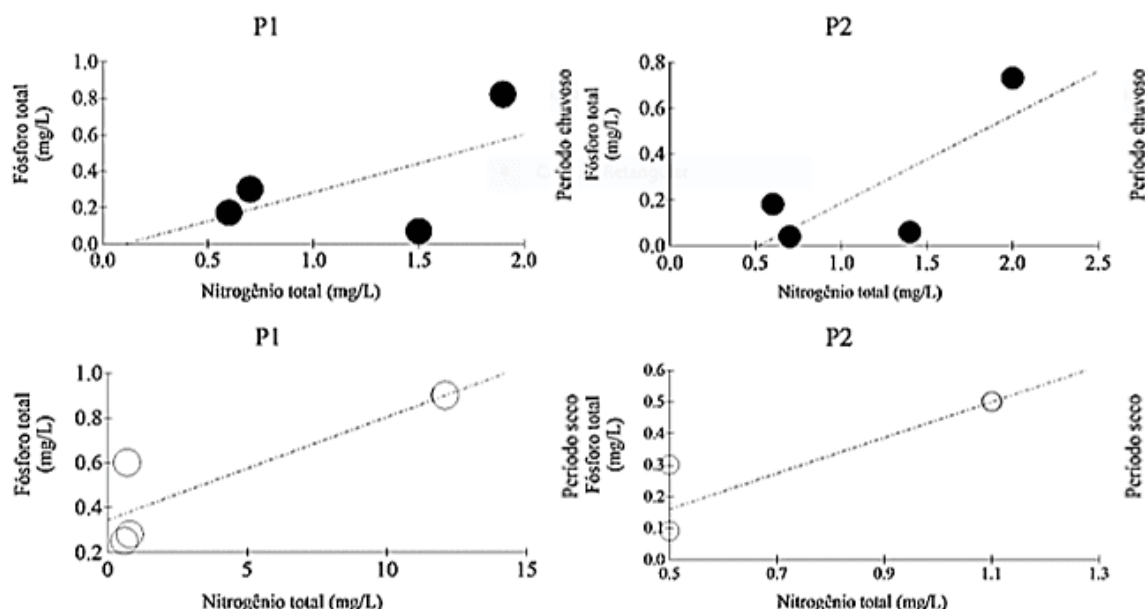 P1
1.0
0.8
0.6
0.4
0.2
0.0
Fósforo total
(mg/L)
0.0 0.5 1.0 1.5 2.0
Nitrogênio total (mg/L)
Período chuvoso
P2
0.8
0.6
0.4
0.2
0.0
Fósforo total
(mg/L)
0.0 0.5 1.0 1.5 2.0 2.5
Nitrogênio total (mg/L)
Período chuvoso
P1
1.0
0.8
0.6
0.4
0.2
Fósforo total
(mg/L)
0 5 10 15
Nitrogênio total (mg/L)
Período seco
P2
0.6
0.5
0.4
0.3
0.2
0.1
0.0
Fósforo total
(mg/L)
0.5 0.7 0.9 1.1 1.3
Nitrogênio total (mg/L)
Período seco